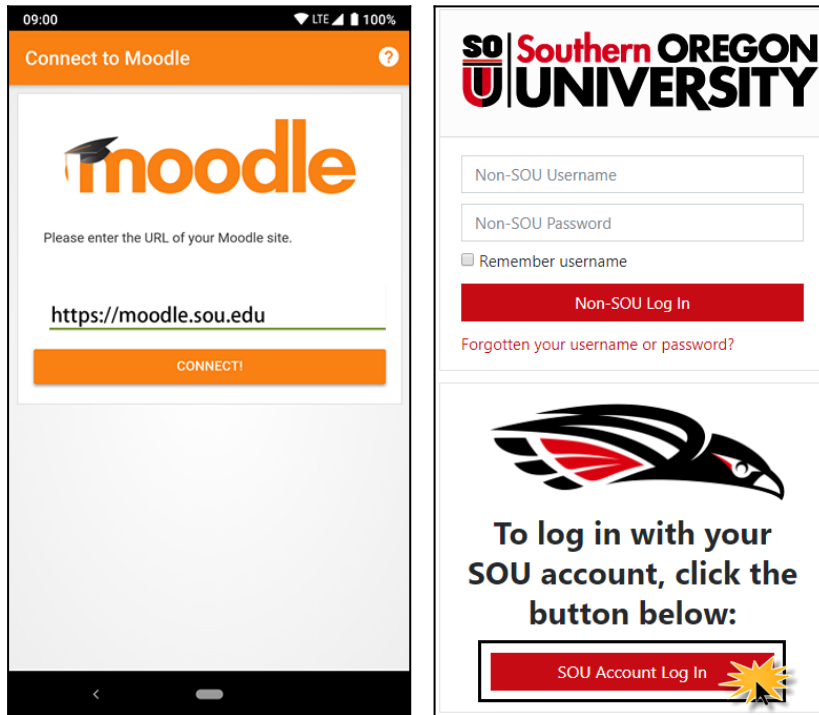 09:00
LTE 100%
Connect to Moodle
?
moodle
Please enter the URL of your Moodle site.
https://moodle.sou.edu
CONNECT!
SO Southern OREGON
U UNIVERSITY
Non-SOU Username
Non-SOU Password
Remember username
Non-SOU Log In
Forgotten your username or password?
To log in with your
SOU account, click the
button below:
SOU Account Log In